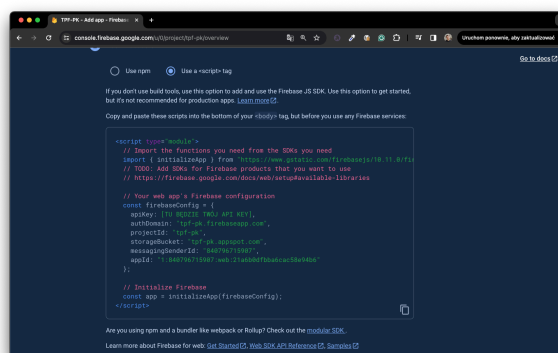 TPF-PK – Add app – Firebase
console.firebase.google.com/u/0/project/tpf-pk/overview
Uruchom ponownie, aby zaktualizować
Go to docs
Use npm
Use a <script> tag
If you don't use build tools, use this option to add and use the Firebase JS SDK. Use this option to get started,
but it's not recommended for production apps. Learn more
Copy and paste these scripts into the bottom of your <body> tag, but before you use any Firebase services:
<script type="module">
// Import the functions you need from the SDKs you need
import { initializeApp } from "https://www.gstatic.com/firebasejs/10.11.0/fir
// TODO: Add SDKs for Firebase products that you want to use
// https://firebase.google.com/docs/web/setup#available-libraries
// Your web app's Firebase configuration
const firebaseConfig = {
apiKey: [TU BĘDZIE TWÓJ API KEY],
authDomain: "tpf-pk.firebaseapp.com",
projectId: "tpf-pk",
storageBucket: "tpf-pk.appspot.com",
messagingSenderId: "840796715987",
};
// Initialize Firebase
const app = initializeApp(firebaseConfig);
</script>
Are you using npm and a bundler like webpack or Rollup? Check out the modular SDK.
Learn more about Firebase for web: Get Started, Web SDK API Reference, Samples